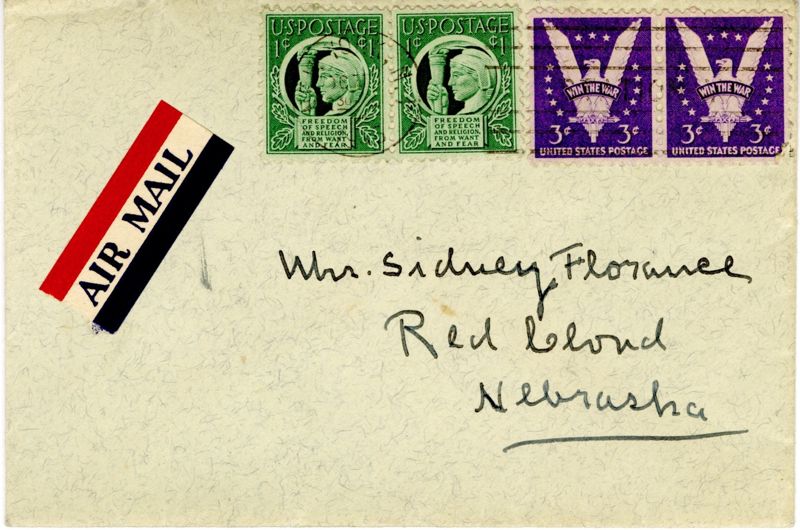 U.S. POSTAGE
1¢ ¢1
FREEDOM
OF SPEECH
AND RELIGION,
FROM WANT
AND FEAR
U.S. POSTAGE
1¢ ¢1
FREEDOM
OF SPEECH
AND RELIGION,
FROM WANT
AND FEAR
WIN THE WAR
3¢ 3¢
UNITED STATES POSTAGE
WIN THE WAR
3¢ 3¢
UNITED STATES POSTAGE
AIR MAIL
Mr. Sidney Florance
Red Cloud
Nebraska